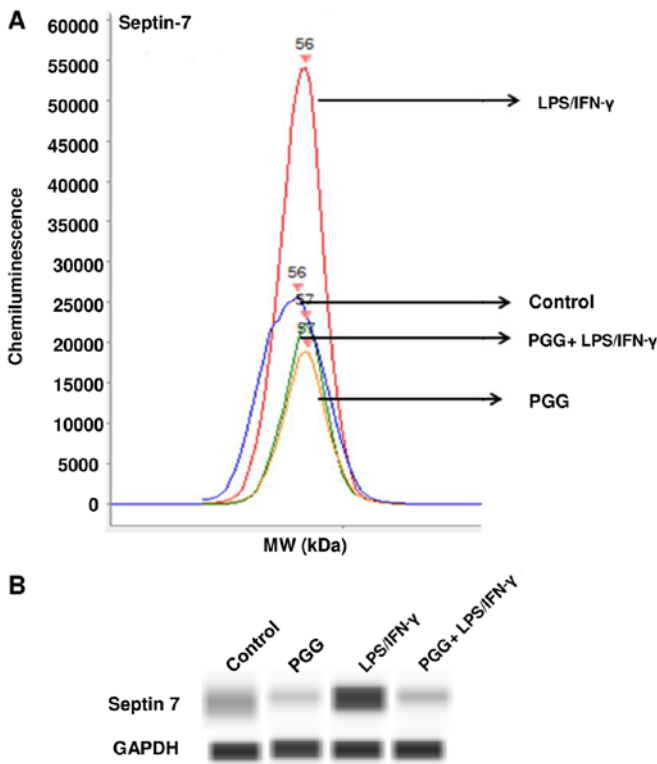 A
Septin-7
60000
55000
50000
45000
40000
35000
30000
25000
20000
15000
10000
5000
0
Chemiluminescence
56
LPS/IFN-γ
56
57
Control
57
PGG+ LPS/IFN-γ
PGG
MW (kDa)
B
Control
PGG
LPS/IFN-γ
PGG+ LPS/IFN-γ
Septin 7
GAPDH